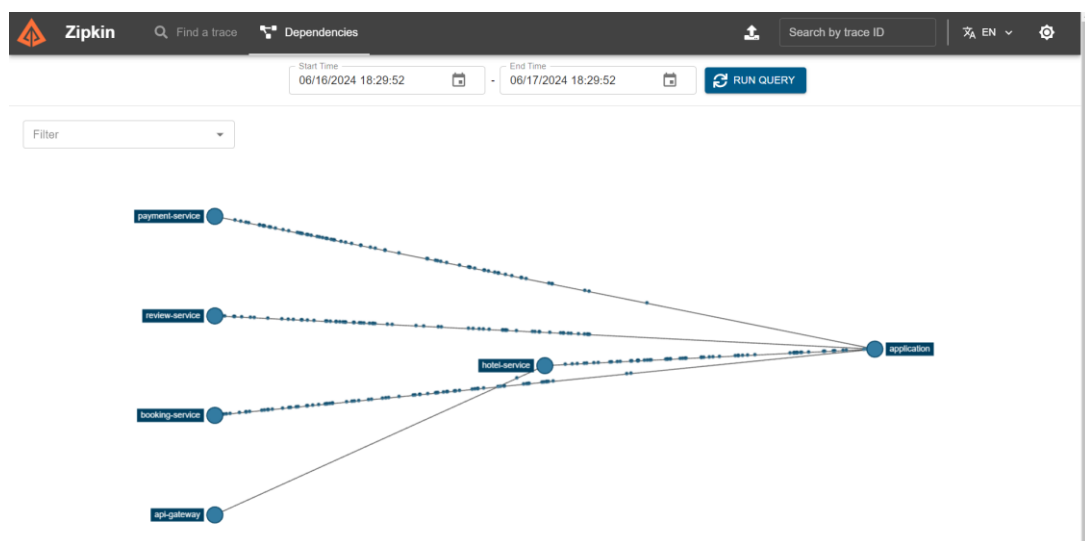 Zipkin Find a trace Dependencies Search by trace ID EN
Start Time End Time
06/16/2024 18:29:52 - 06/17/2024 18:29:52 RUN QUERY
Filter
payment-service
review-service
application
hotel-service
booking-service
api-gateway